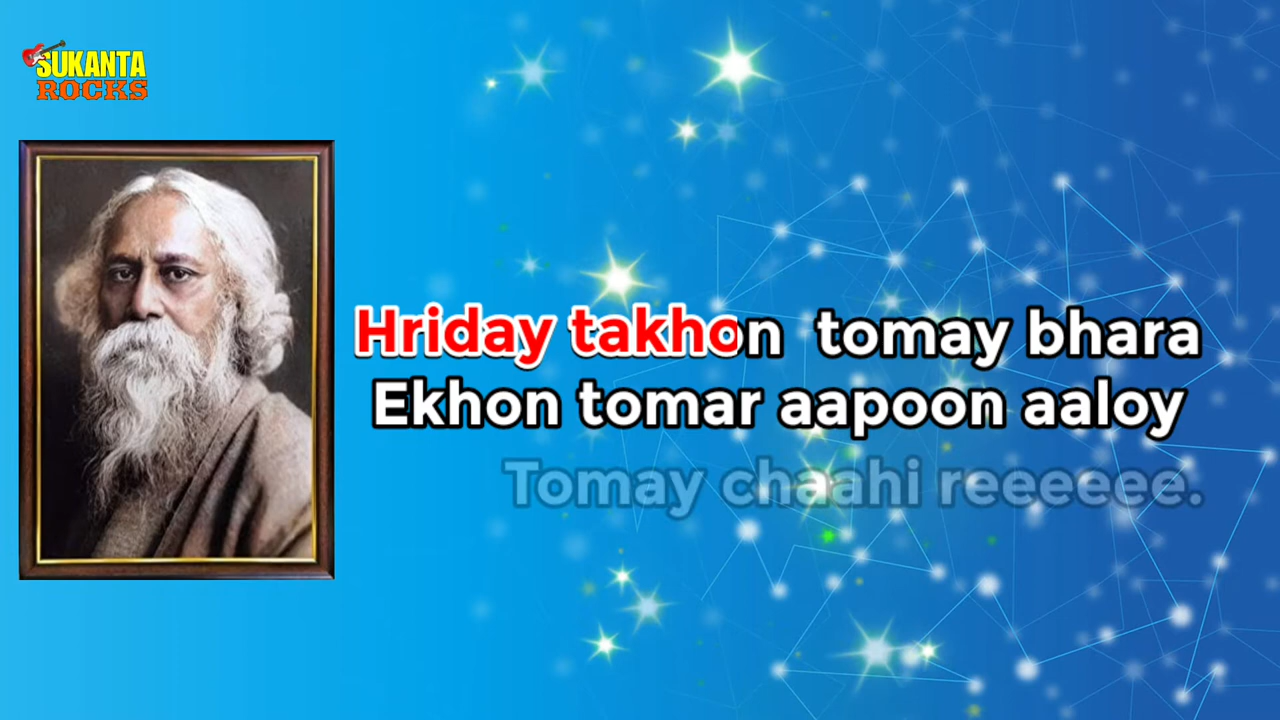 SUKANTA
ROCKS
Hriday takhon tomay bhara
Ekhon tomar aapoon aaloy
Tomay chaahi reeeeee.